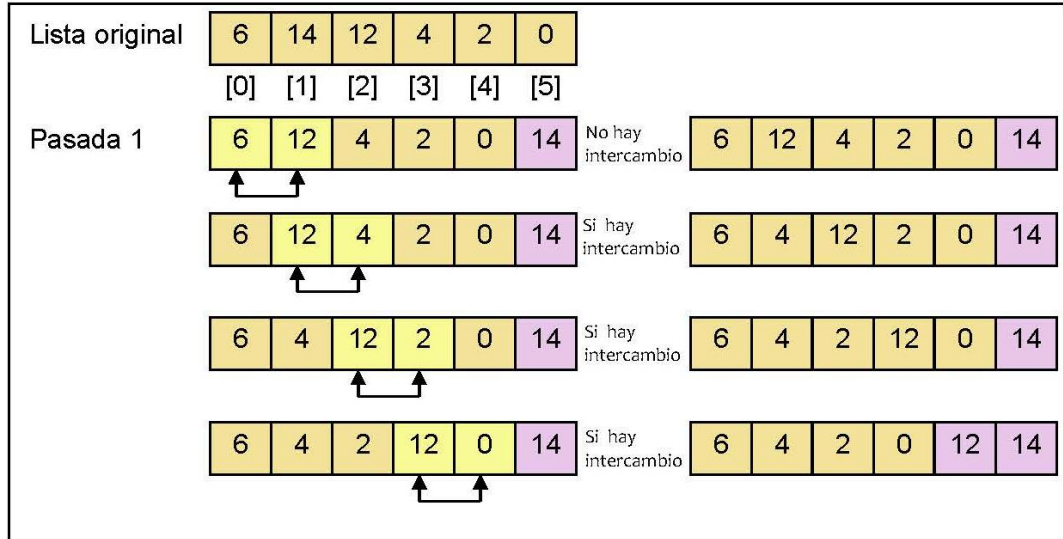 Lista original 6 14 12 4 2 0
[0] [1] [2] [3] [4] [5]
Pasada 1 6 12 4 2 0 14 No hay intercambio 6 12 4 2 0 14
6 12 4 2 0 14 Si hay intercambio 6 4 12 2 0 14
6 4 12 2 0 14 Si hay intercambio 6 4 2 12 0 14
6 4 2 12 0 14 Si hay intercambio 6 4 2 0 12 14